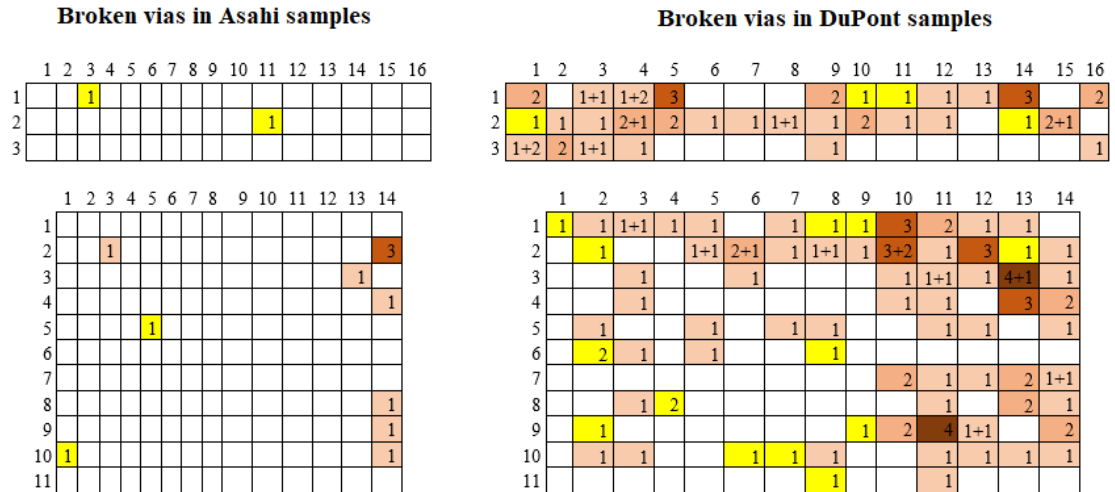 Broken vias in Asahi samples
Broken vias in DuPont samples
1 2 3 4 5 6 7 8 9 10 11 12 13 14 15 16
1 1
2 1
3
1 2 3 4 5 6 7 8 9 10 11 12 13 14
1
2 1 3
3 1
4 1
5 1
6
7
8 1
9 1
10 1 1
11
1 2 3 4 5 6 7 8 9 10 11 12 13 14 15 16
1 2 1+1 1+2 3 2 1 1 1 1 3 2
2 1 1 1 2+1 2 1 1 1+1 1 2 1 1 1 2+1
3 1+2 2 1+1 1 1 1
1 2 3 4 5 6 7 8 9 10 11 12 13 14
1 1 1 1+1 1 1 1 1 1 3 2 1 1
2 1 1+1 2+1 1 1+1 1 3+2 1 3 1 1
3 1 1 1 1+1 1 4+1 1
4 1 1 1 3 2
5 1 1 1 1 1 1 1
6 2 1 1 1
7 2 1 1 2 1+1
8 1 2 1 2 1
9 1 1 2 4 1+1 2
10 1 1 1 1 1 1 1 1 1
11 1 1